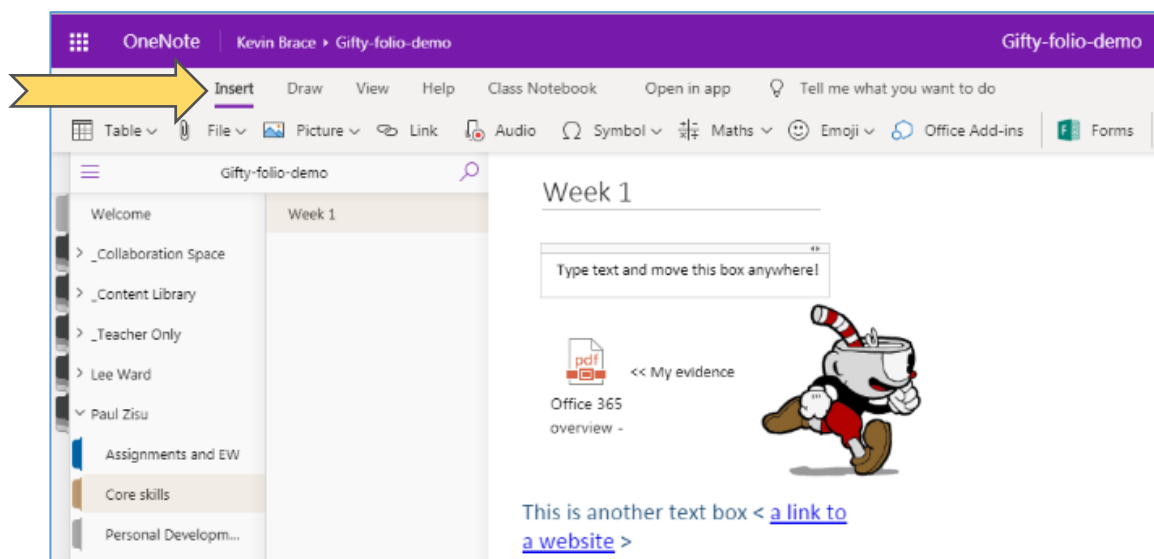 OneNote Kevin Brace › Gifty-folio-demo Gifty-folio-demo
Insert Draw View Help Class Notebook Open in app Tell me what you want to do
Table File Picture Link Audio Symbol Maths Emoji Office Add-ins Forms
Gifty-folio-demo
Welcome
_Collaboration Space
_Content Library
_Teacher Only
Lee Ward
Paul Zisu
Assignments and EW
Core skills
Personal Developm...
Week 1
Week 1
Type text and move this box anywhere!
pdf << My evidence
Office 365
overview -
This is another text box < a link to
a website >